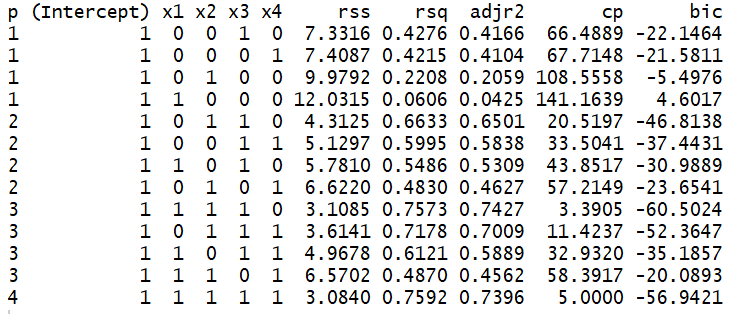 p (Intercept) x1 x2 x3 x4 rss rsq adjr2 cp bic
1 1 0 0 1 0 7.3316 0.4276 0.4166 66.4889 -22.1464
1 1 0 0 0 1 7.4087 0.4215 0.4104 67.7148 -21.5811
1 1 0 1 0 0 9.9792 0.2208 0.2059 108.5558 -5.4976
1 1 1 0 0 0 12.0315 0.0606 0.0425 141.1639 4.6017
2 1 0 1 1 0 4.3125 0.6633 0.6501 20.5197 -46.8138
2 1 0 0 1 1 5.1297 0.5995 0.5838 33.5041 -37.4431
2 1 1 0 1 0 5.7810 0.5486 0.5309 43.8517 -30.9889
2 1 0 1 0 1 6.6220 0.4830 0.4627 57.2149 -23.6541
3 1 1 1 1 0 3.1085 0.7573 0.7427 3.3905 -60.5024
3 1 0 1 1 1 3.6141 0.7178 0.7009 11.4237 -52.3647
3 1 1 0 1 1 4.9678 0.6121 0.5889 32.9320 -35.1857
3 1 1 1 0 1 6.5702 0.4870 0.4562 58.3917 -20.0893
4 1 1 1 1 1 3.0840 0.7592 0.7396 5.0000 -56.9421